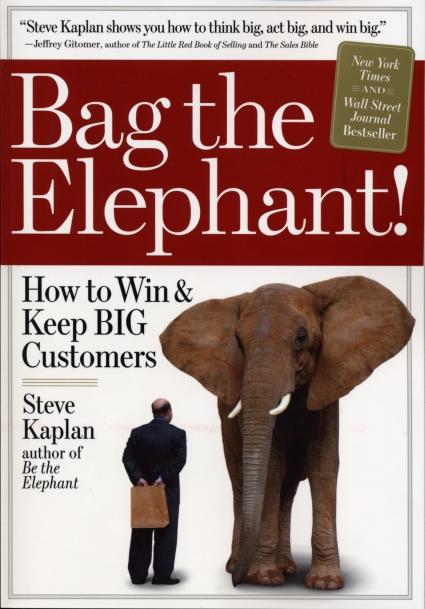 “Steve Kaplan shows you how to think big, act big, and win big.”
—Jeffrey Gitomer, author of The Little Red Book of Selling and The Sales Bible
New York
Times
AND
Wall Street
Journal
Bestseller
Bag the
Elephant!
How to Win &
Keep BIG
Customers
Steve
Kaplan
author of
Be the
Elephant